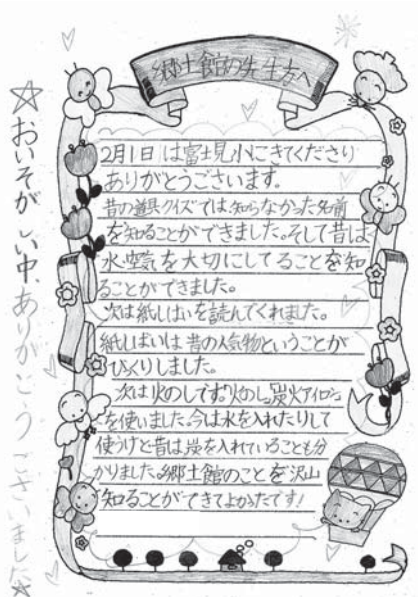 郷土館の先生方へ
2月1日は富士見小にきてくださり
ありがとうございます。
昔の道具クイズでは知らなかった名前
を知ることができました。そして昔は
水、空気を大切にしてることを知
ることができました。
次は紙しばいを読んでくれました。
紙しばいは昔の人気物ということが
びっくりしました。
次は火のしです。火のし、炭火アイロン
を使いました。今は水を入れたりして
使うけど昔は炭を入れていることも分
かりました。郷土館のことを沢山
知ることができてよかったです!
☆おいそがしい中、ありがとうございました☆